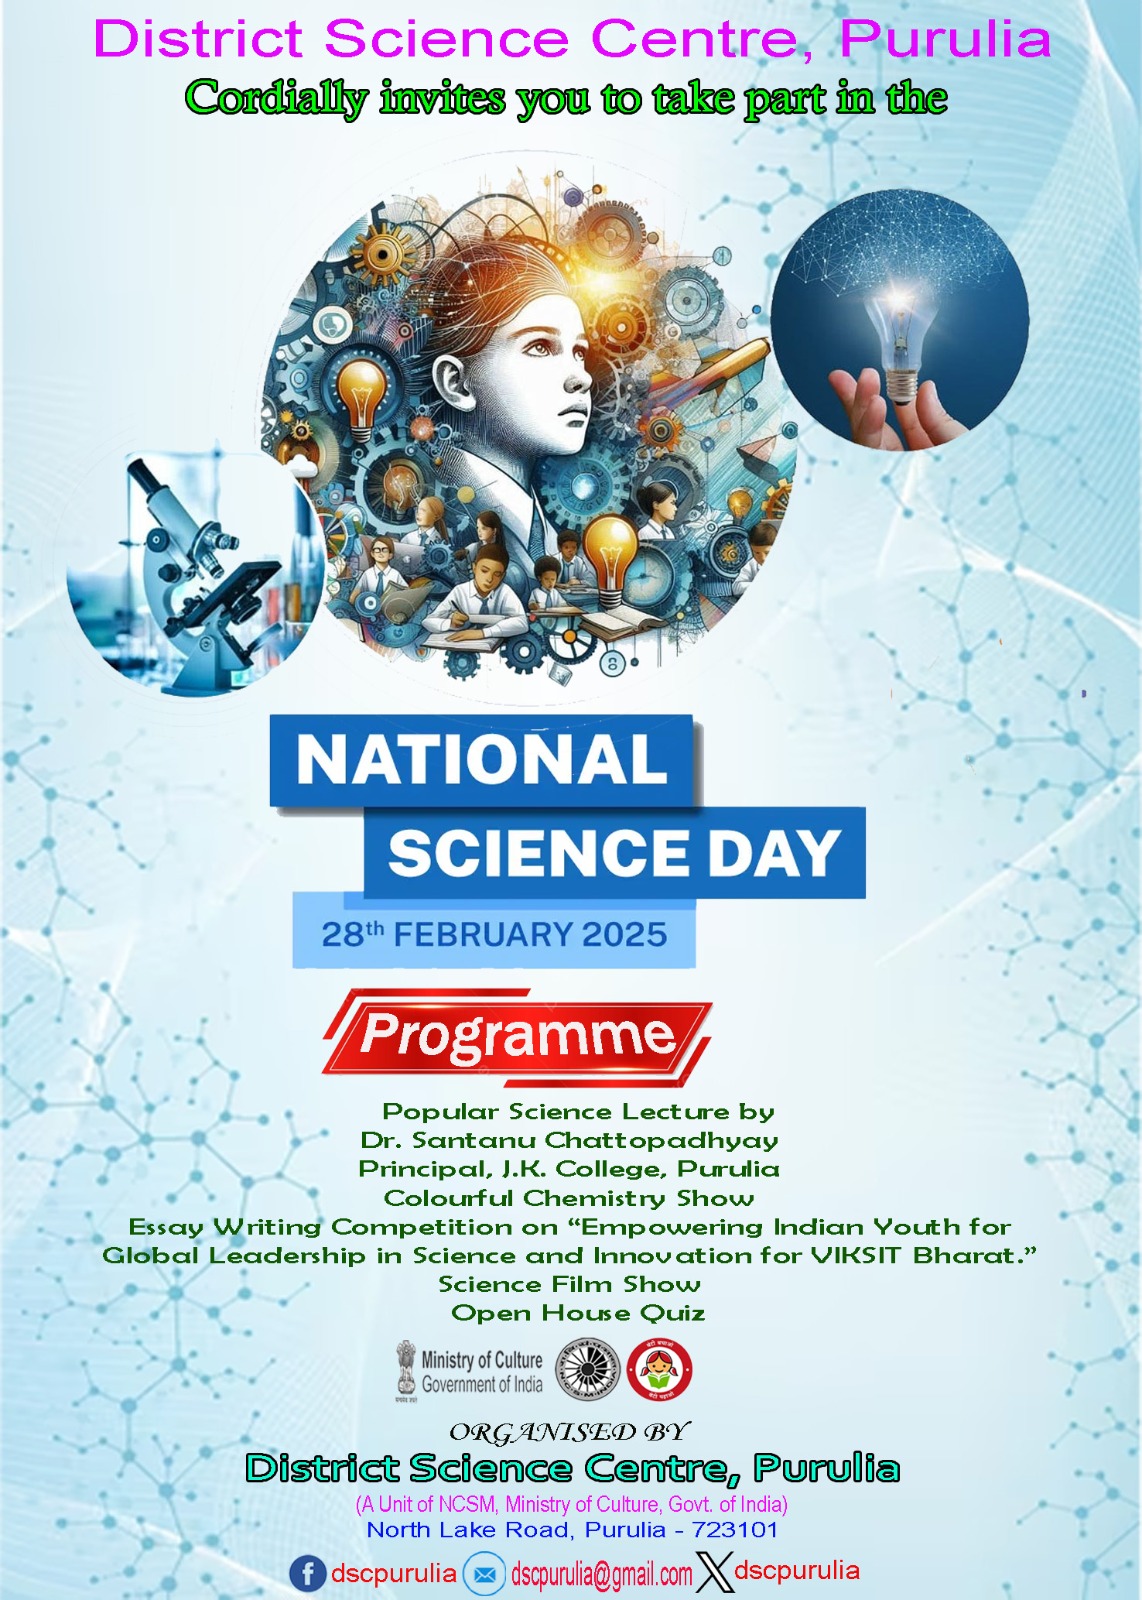 District Science Centre, Purulia
Cordially invites you to take part in the
NATIONAL
SCIENCE DAY
28th FEBRUARY 2025
Programme
Popular Science Lecture by
Dr. Santanu Chattopadhyay
Principal, J.K. College, Purulia
Colourful Chemistry Show
Essay Writing Competition on “Empowering Indian Youth for
Global Leadership in Science and Innovation for VIKSIT Bharat.”
Science Film Show
Open House Quiz
Ministry of Culture
Government of India
ORGANISED BY
District Science Centre, Purulia
(A Unit of NCSM, Ministry of Culture, Govt. of India)
North Lake Road, Purulia - 723101
dscpurulia dscpurulia@gmail.com dscpurulia